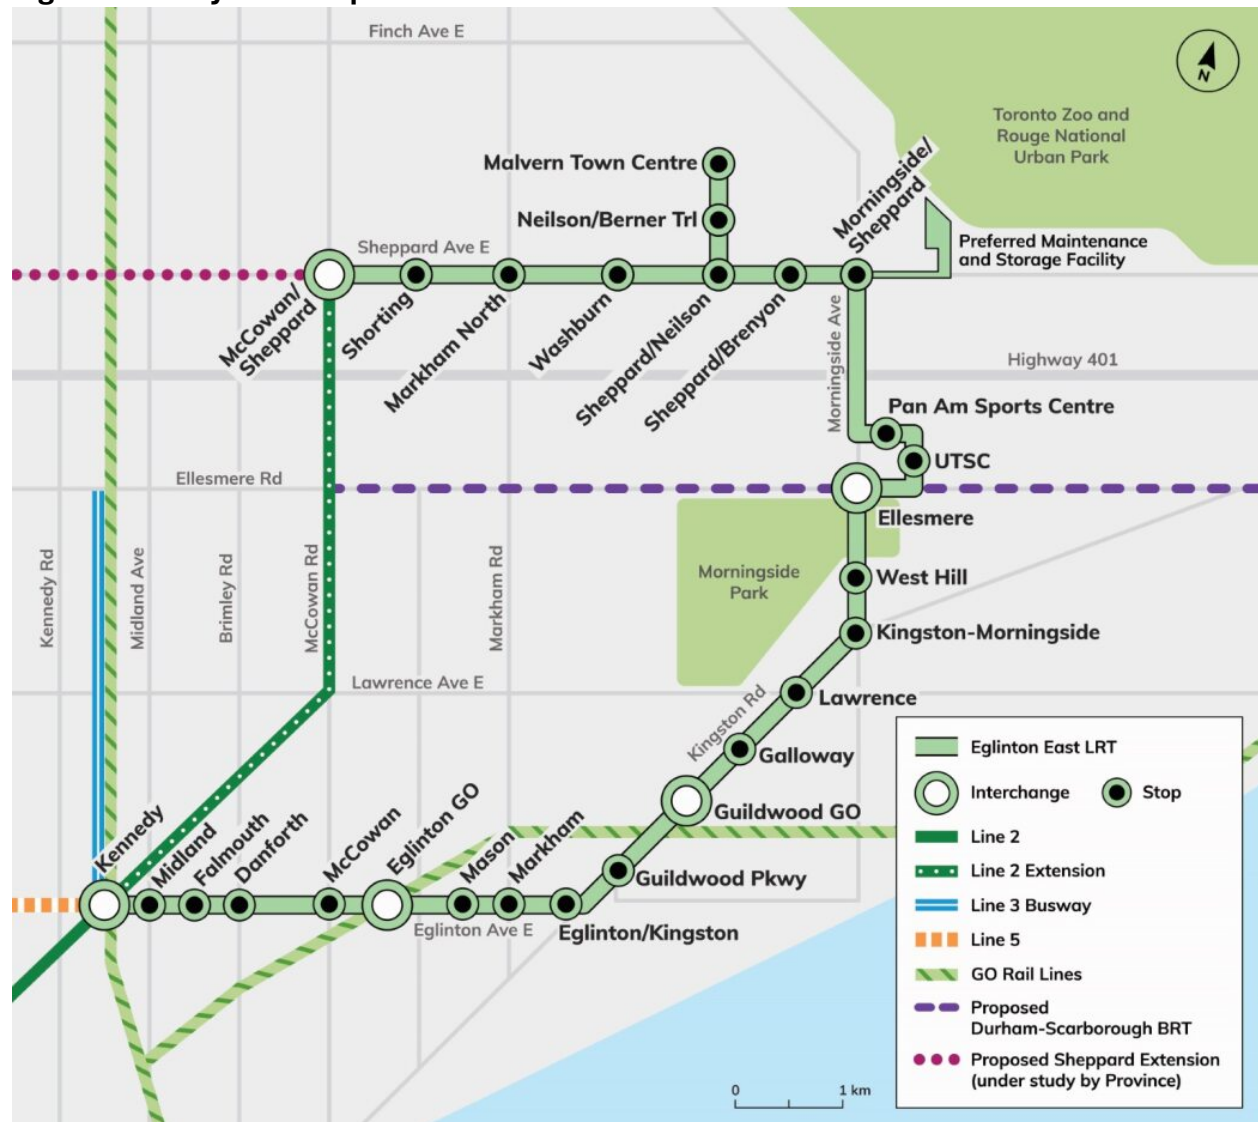 Finch Ave E
N
Toronto Zoo and
Rouge National
Urban Park
Malvern Town Centre
Neilson/Berner Trl
Morningside/
Sheppard
Sheppard Ave E
Preferred Maintenance
and Storage Facility
McCowan/
Sheppard
Shorting
Markham North
Washburn
Sheppard/Neilson
Sheppard/Brenyon
Morningside Ave
Highway 401
Pan Am Sports Centre
UTSC
Ellesmere Rd
Ellesmere
Kennedy Rd
Midland Ave
Brimley Rd
McCowan Rd
Markham Rd
Morningside
Park
West Hill
Kingston-Morningside
Lawrence Ave E
Kingston Rd
Lawrence
Galloway
Guildwood GO
Kennedy
Midland
Falmouth
Danforth
McCowan
Eglinton GO
Mason
Markham
Guildwood Pkwy
Eglinton Ave E
Eglinton/Kingston
Eglinton East LRT
Interchange
Stop
Line 2
Line 2 Extension
Line 3 Busway
Line 5
GO Rail Lines
Proposed
Durham-Scarborough BRT
Proposed Sheppard Extension
(under study by Province)
0
1 km